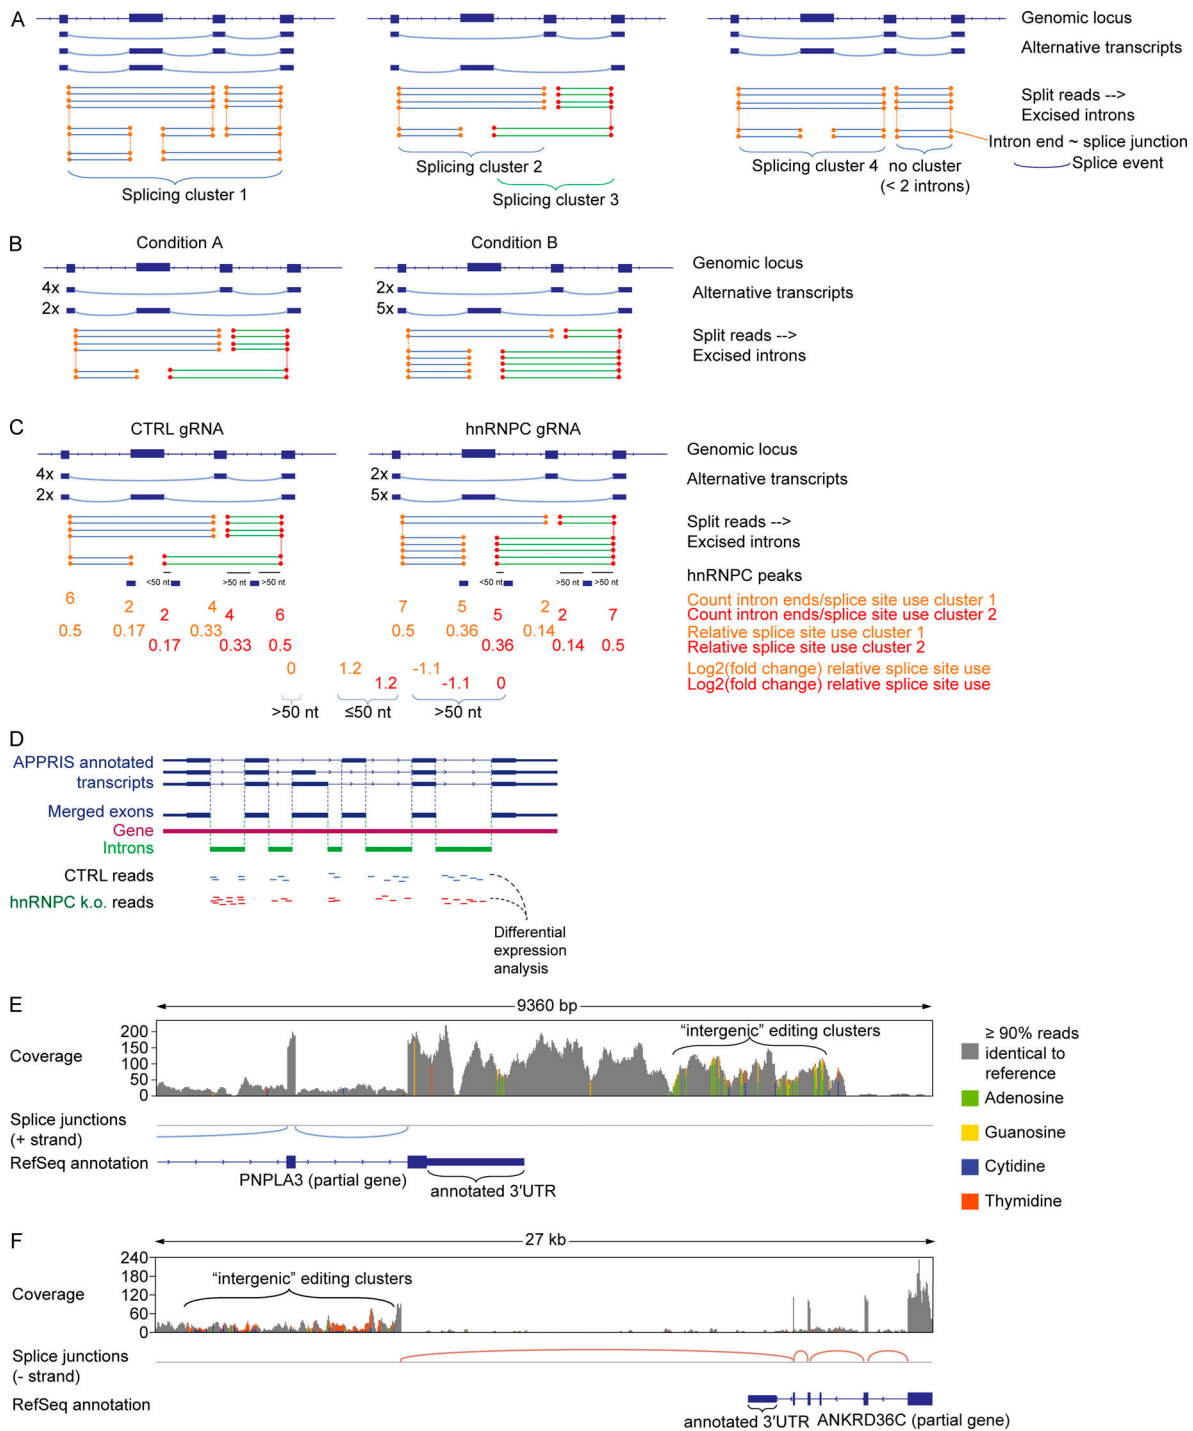 A
Genomic locus
Alternative transcripts
Split reads -->
Excised introns
Intron end ~ splice junction
Splice event
Splicing cluster 1
Splicing cluster 2
Splicing cluster 3
Splicing cluster 4
no cluster
(< 2 introns)
B
Condition A
Condition B
Genomic locus
4x
2x
Alternative transcripts
2x
5x
Split reads -->
Excised introns
C
CTRL gRNA
hnRNPC gRNA
Genomic locus
4x
2x
Alternative transcripts
2x
5x
Split reads -->
Excised introns
<50 nt
>50 nt
>50 nt
<50 nt
>50 nt
>50 nt
hnRNPC peaks
6 2 4
7 5 2
Count intron ends/splice site use cluster 1
2 4 6
5 2 7
Count intron ends/splice site use cluster 2
0.5 0.17 0.33
0.5 0.36 0.14
Relative splice site use cluster 1
0.17 0.33 0.5
0.36 0.14 0.5
Relative splice site use cluster 2
0 1.2 -1.1
Log2(fold change) relative splice site use
1.2 -1.1 0
Log2(fold change) relative splice site use
>50 nt
≤50 nt
>50 nt
D
APPRIS annotated
transcripts
Merged exons
Gene
Introns
CTRL reads
hnRNPC k.o. reads
Differential
expression
analysis
E
9360 bp
Coverage
200
150
100
50
0
"intergenic" editing clusters
Splice junctions
(+ strand)
RefSeq annotation
PNPLA3 (partial gene)
annotated 3'UTR
≥ 90% reads
identical to
reference
Adenosine
Guanosine
Cytidine
Thymidine
F
27 kb
Coverage
240
180
120
60
0
"intergenic" editing clusters
Splice junctions
(- strand)
RefSeq annotation
annotated 3'UTR
ANKRD36C (partial gene)